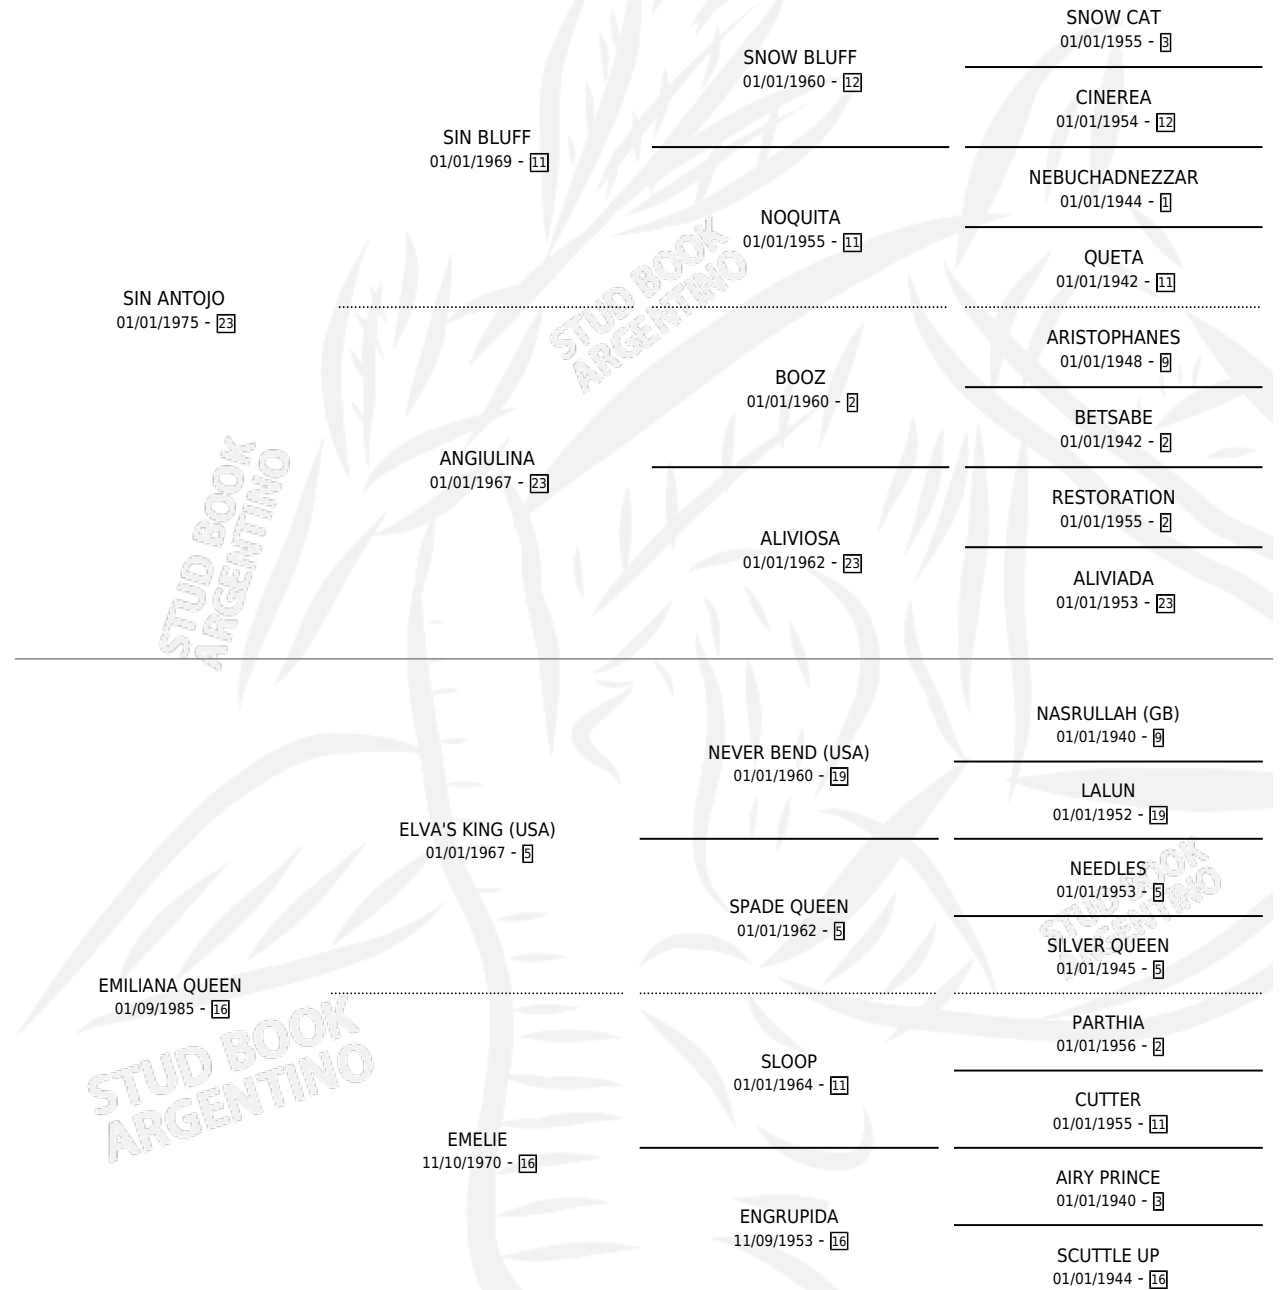 SNOW CAT
01/01/1955 - 3
SNOW BLUFF
01/01/1960 - 12
CINEREA
01/01/1954 - 12
SIN BLUFF
01/01/1969 - 11
NEBUCHADNEZZAR
01/01/1944 - 1
NOQUITA
01/01/1955 - 11
QUETA
01/01/1942 - 11
SIN ANTOJO
01/01/1975 - 23
STUD BOOK
ARGENTINO
ARISTOPHANES
01/01/1948 - 9
BOOZ
01/01/1960 - 2
BETSABE
01/01/1942 - 2
ANGIULINA
01/01/1967 - 23
RESTORATION
01/01/1955 - 2
ALIVIOSA
01/01/1962 - 23
ALIVIADA
01/01/1953 - 23
STUD BOOK
ARGENTINO
NASRULLAH (GB)
01/01/1940 - 9
NEVER BEND (USA)
01/01/1960 - 19
LALUN
01/01/1952 - 19
ELVA'S KING (USA)
01/01/1967 - 5
NEEDLES
01/01/1953 - 5
SPADE QUEEN
01/01/1962 - 5
STUD BOOK
ARGENTINO
SILVER QUEEN
01/01/1945 - 5
EMILIANA QUEEN
01/09/1985 - 16
PARTHIA
01/01/1956 - 2
SLOOP
01/01/1964 - 11
CUTTER
01/01/1955 - 11
STUD BOOK
ARGENTINO
EMELIE
11/10/1970 - 16
AIRY PRINCE
01/01/1940 - 3
ENGRUPIDA
11/09/1953 - 16
SCUTTLE UP
01/01/1944 - 16